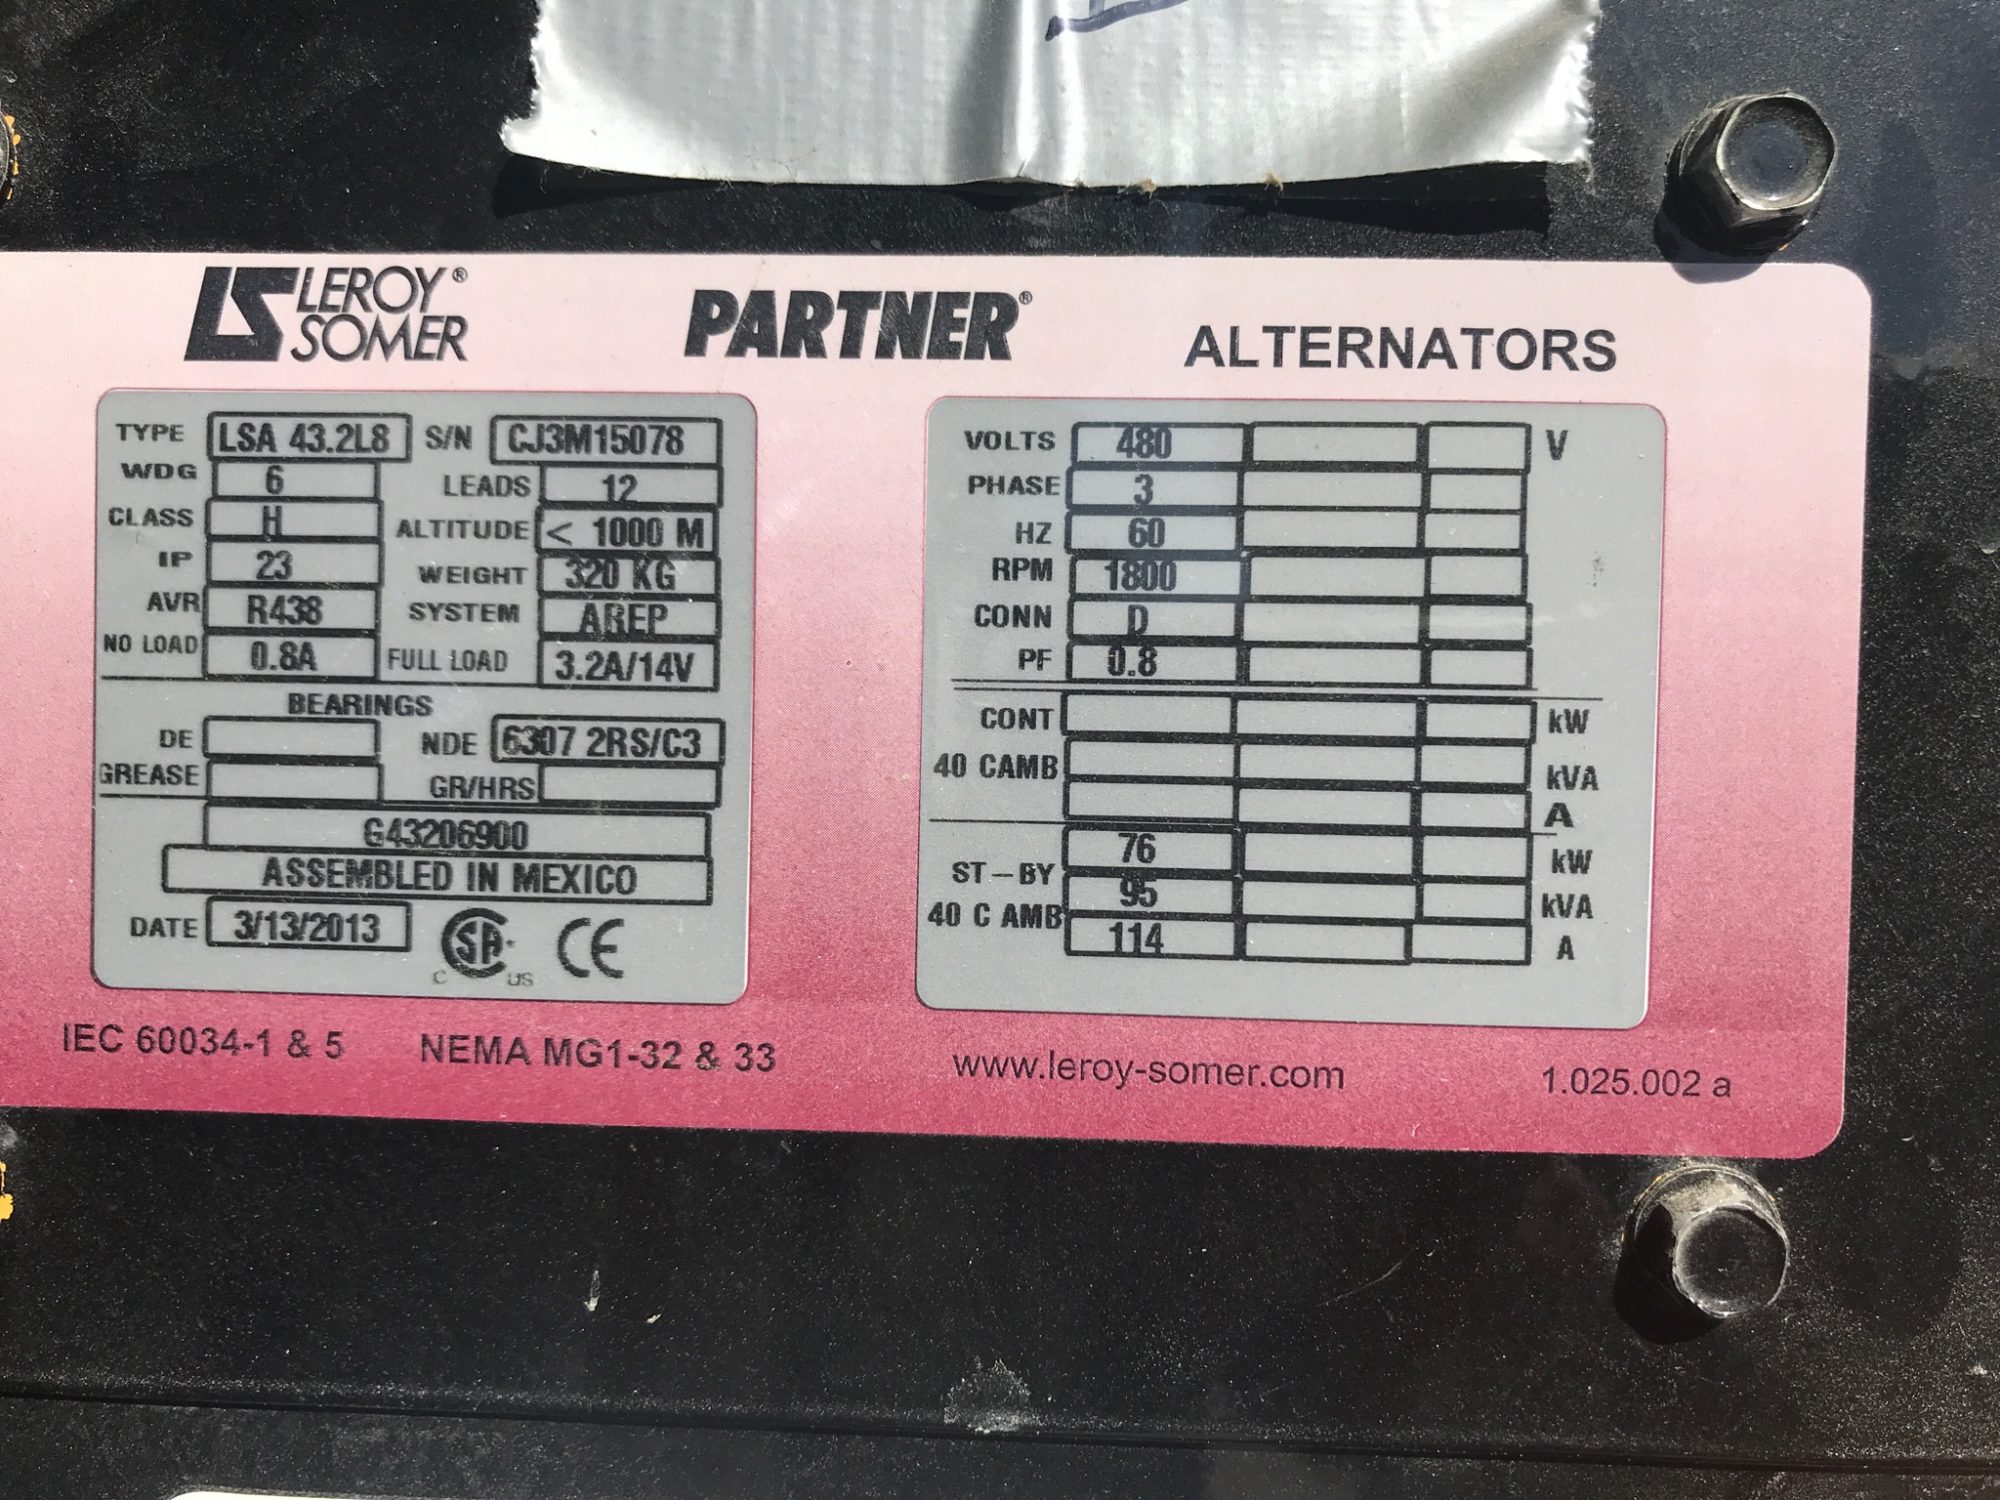 LEROY®
SOMER
PARTNER®
ALTERNATORS
TYPE LSA 43.2L8 S/N CJ3M15078
WDG 6 LEADS 12
CLASS H ALTITUDE < 1000 M
IP 23 WEIGHT 320 KG
AVR R438 SYSTEM AREP
NO LOAD 0.8A FULL LOAD 3.2A/14V
BEARINGS
DE NDE 6307 2RS/C3
GREASE GR/HRS
G43206900
ASSEMBLED IN MEXICO
DATE 3/13/2013 C SA US CE
VOLTS 480 V
PHASE 3
HZ 60
RPM 1800
CONN D
PF 0.8
CONT kW
40 CAMB kVA
A
76 kW
ST-BY
95 kVA
40 C AMB
114 A
IEC 60034-1 & 5 NEMA MG1-32 & 33
www.leroy-somer.com 1.025.002 a